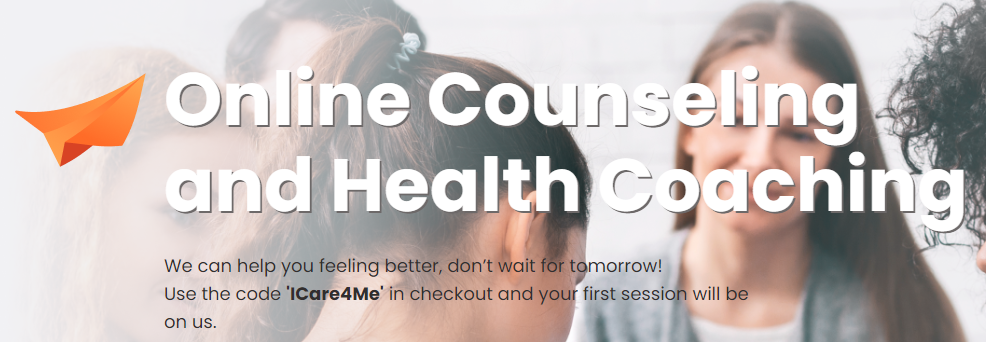 Online Counseling
and Health Coaching
We can help you feeling better, don’t wait for tomorrow!
Use the code 'ICare4Me' in checkout and your first session will be
on us.